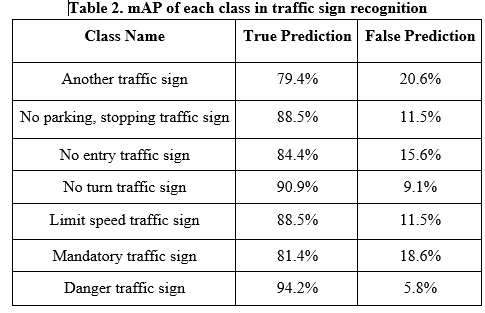 Table 2. mAP of each class in traffic sign recognition
Class Name True Prediction False Prediction
Another traffic sign 79.4% 20.6%
No parking, stopping traffic sign 88.5% 11.5%
No entry traffic sign 84.4% 15.6%
No turn traffic sign 90.9% 9.1%
Limit speed traffic sign 88.5% 11.5%
Mandatory traffic sign 81.4% 18.6%
Danger traffic sign 94.2% 5.8%